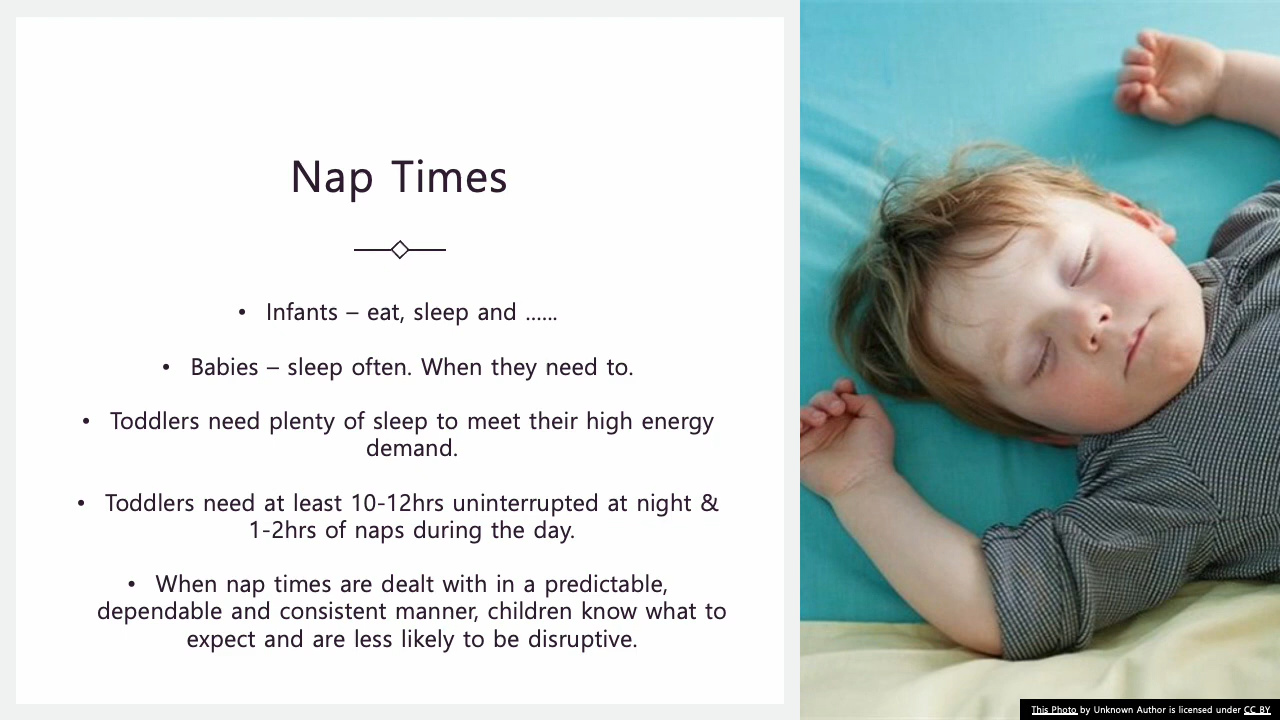 Nap Times
• Infants – eat, sleep and ......
• Babies – sleep often. When they need to.
• Toddlers need plenty of sleep to meet their high energy
demand.
• Toddlers need at least 10-12hrs uninterrupted at night &
1-2hrs of naps during the day.
• When nap times are dealt with in a predictable,
dependable and consistent manner, children know what to
expect and are less likely to be disruptive.
This Photo by Unknown Author is licensed under CC BY